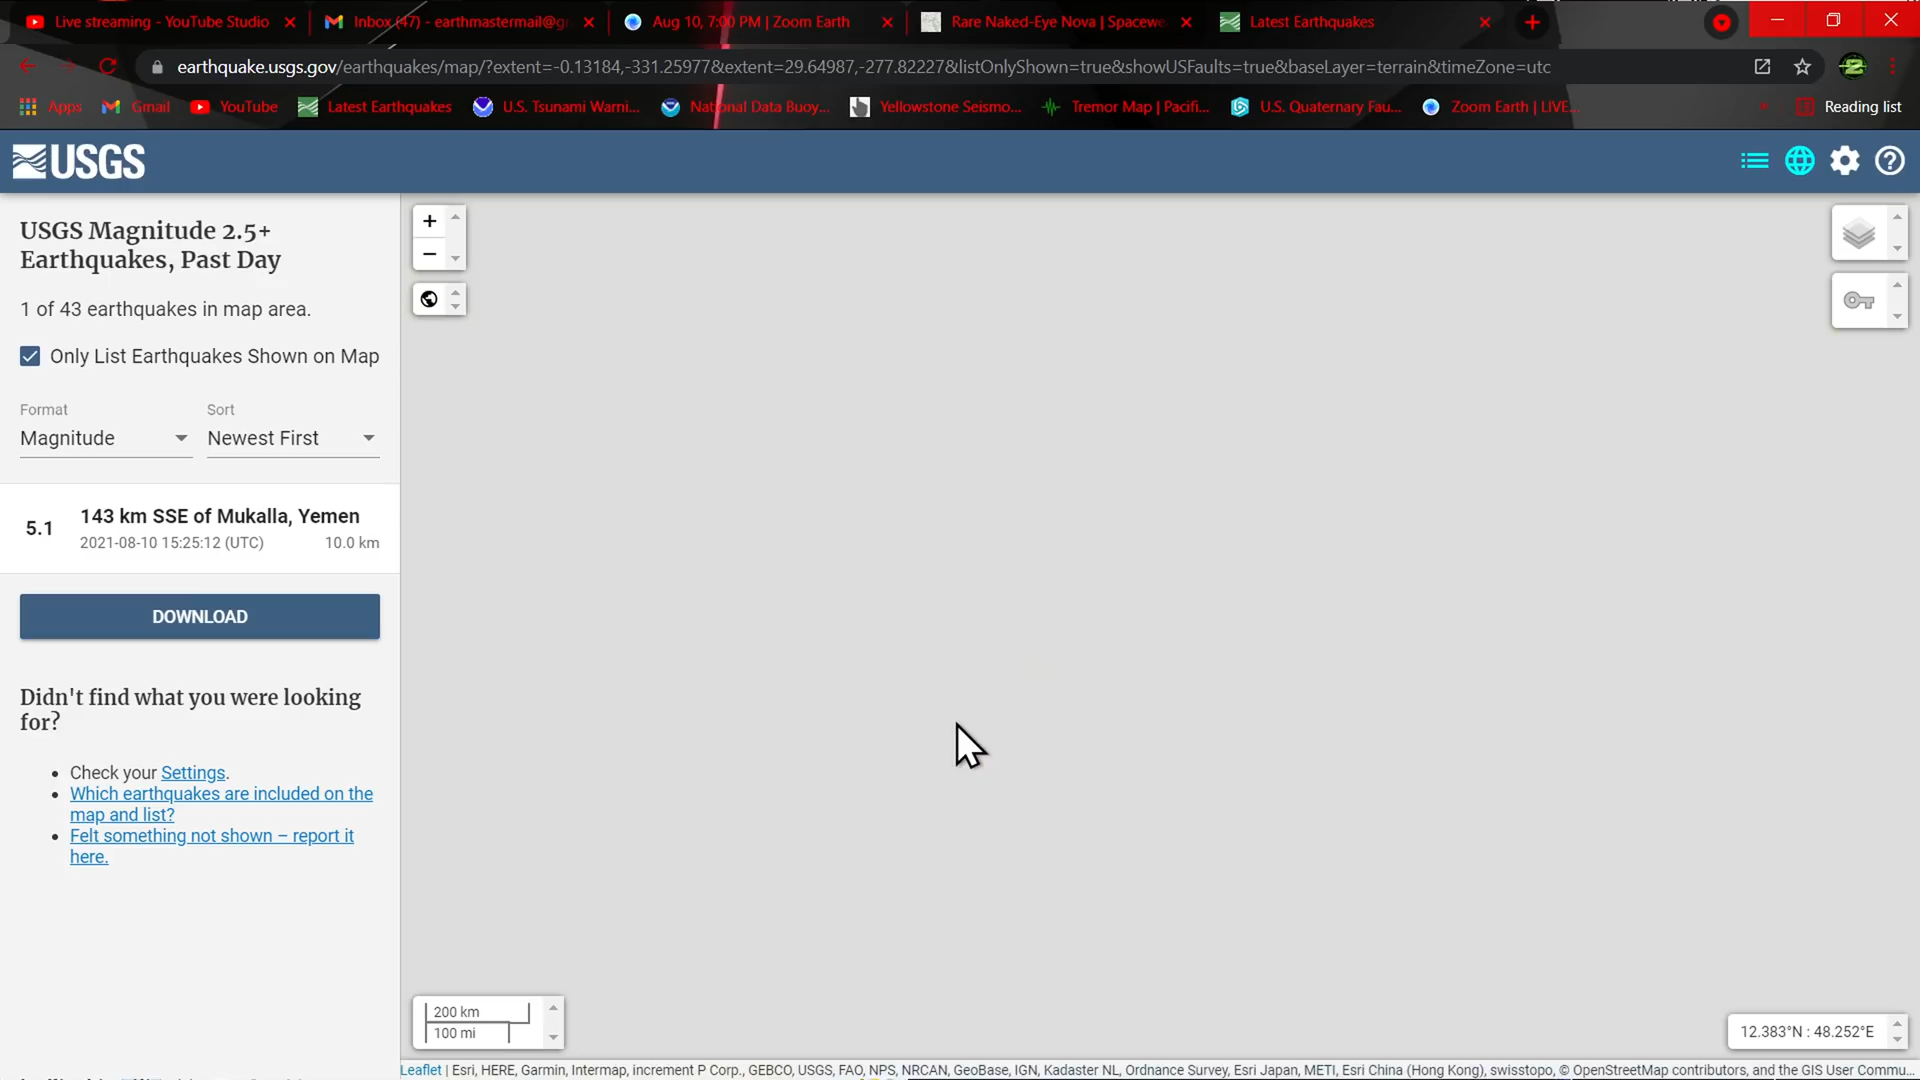 Live streaming - YouTube Studio
Inbox (47) - earthmastermail@g
Aug 10, 7:00 PM | Zoom Earth
Rare Naked-Eye Nova | Spacewe
Latest Earthquakes
earthquake.usgs.gov/earthquakes/map/?extent=-0.13184,-331.25977&extent=29.64987,-277.82227&listOnlyShown=true&showUSFaults=true&baseLayer=terrain&timeZone=utc
Apps
Gmail
YouTube
Latest Earthquakes
U.S. Tsunami Warni...
National Data Buoy...
Yellowstone Seismo...
Tremor Map | Pacifi...
U.S. Quaternary Fau...
Zoom Earth | LIVE...
Reading list
USGS
USGS Magnitude 2.5+
Earthquakes, Past Day
1 of 43 earthquakes in map area.
Only List Earthquakes Shown on Map
Format
Sort
Magnitude
Newest First
5.1
143 km SSE of Mukalla, Yemen
2021-08-10 15:25:12 (UTC)
10.0 km
DOWNLOAD
Didn't find what you were looking
for?
Check your Settings.
Which earthquakes are included on the
map and list?
Felt something not shown – report it
here.
+
−
200 km
100 mi
12.383°N : 48.252°E
Leaflet | Esri, HERE, Garmin, Intermap, increment P Corp., GEBCO, USGS, FAO, NPS, NRCAN, GeoBase, IGN, Kadaster NL, Ordnance Survey, Esri Japan, METI, Esri China (Hong Kong), swisstopo, © OpenStreetMap contributors, and the GIS User Commu...